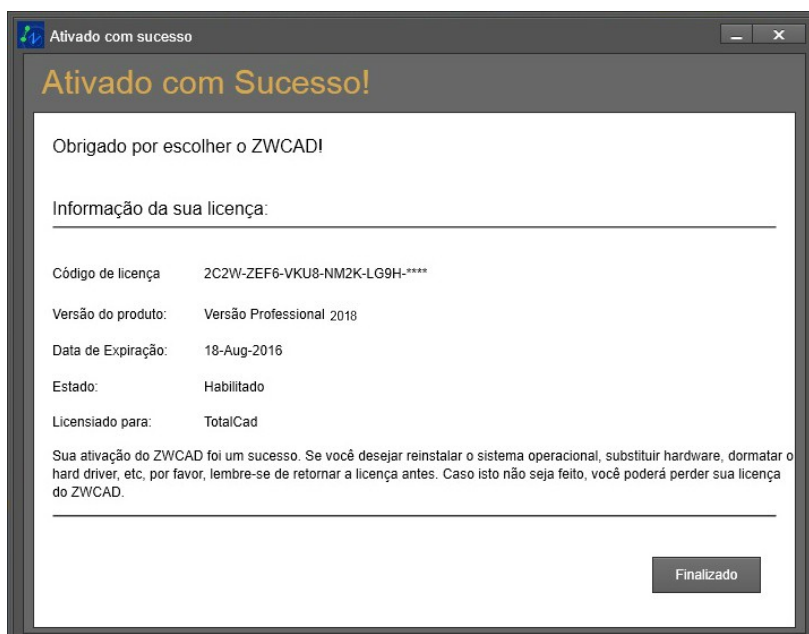 Ativado com sucesso
Ativado com Sucesso!
Obrigado por escolher o ZWCAD!
Informação da sua licença:
Código de licença 2C2W-ZEF6-VKU8-NM2K-LG9H-****
Versão do produto: Versão Professional 2018
Data de Expiração: 18-Aug-2016
Estado: Habilitado
Licensiado para: TotalCad
Sua ativação do ZWCAD foi um sucesso. Se você desejar reinstalar o sistema operacional, substituir hardware, dormatar o
hard driver, etc, por favor, lembre-se de retornar a licença antes. Caso isto não seja feito, você poderá perder sua licença
do ZWCAD.
Finalizado